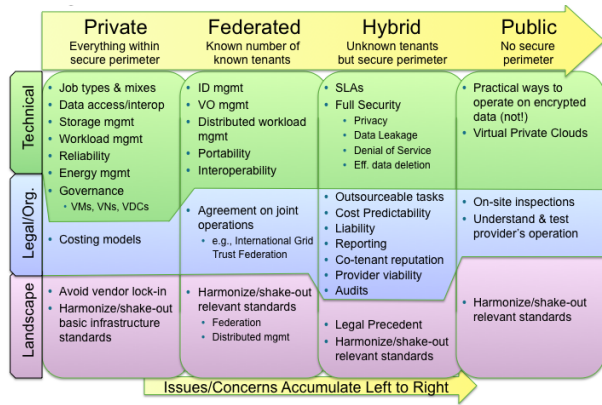 Private
Everything within
secure perimeter
Federated
Known number of
known tenants
Hybrid
Unknown tenants
but secure perimeter
Public
No secure
perimeter
Technical
• Job types & mixes
• Data access/interop
• Storage mgmt
• Workload mgmt
• Reliability
• Energy mgmt
• Governance
• VMs, VNs, VDCs
• ID mgmt
• VO mgmt
• Distributed workload
mgmt
• Portability
• Interoperability
• SLAs
• Full Security
• Privacy
• Data Leakage
• Denial of Service
• Eff. data deletion
• Practical ways to
operate on encrypted
data (not!)
• Virtual Private Clouds
Legal/Org.
• Costing models
• Agreement on joint
operations
• e.g., International Grid
Trust Federation
• Outsourceable tasks
• Cost Predictability
• Liability
• Reporting
• Co-tenant reputation
• Provider viability
• Audits
• On-site inspections
• Understand & test
provider's operation
Landscape
• Avoid vendor lock-in
• Harmonize/shake-out
basic infrastructure
standards
• Harmonize/shake-out
relevant standards
• Federation
• Distributed mgmt
• Legal Precedent
• Harmonize/shake-out
relevant standards
• Harmonize/shake-out
relevant standards
Issues/Concerns Accumulate Left to Right